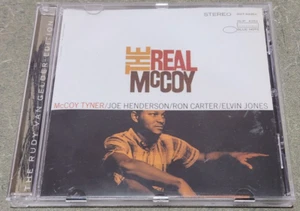 STEREO
THE
REAL
McCOY
McCOY TYNER/JOE HENDERSON/RON CARTER/ELVIN JONES
THE RUDY VAN GELDER EDITION